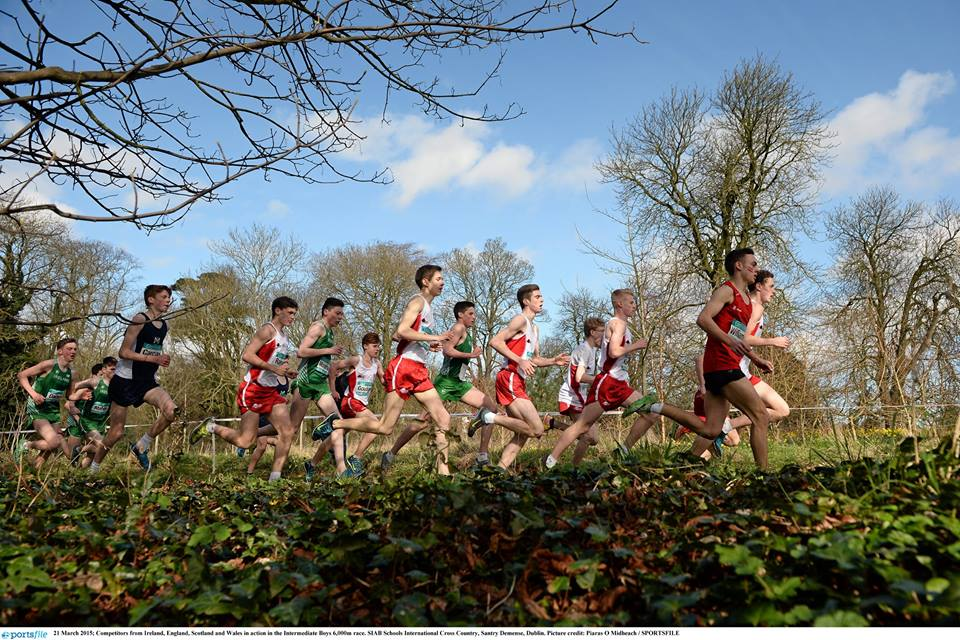 sportsfile 21 March 2015; Competitors from Ireland, England, Scotland and Wales in action in the Intermediate Boys 6,000m race. SIAB Schools International Cross Country, Santry Demense, Dublin. Picture credit: Piaras O Midheach / SPORTSFILE